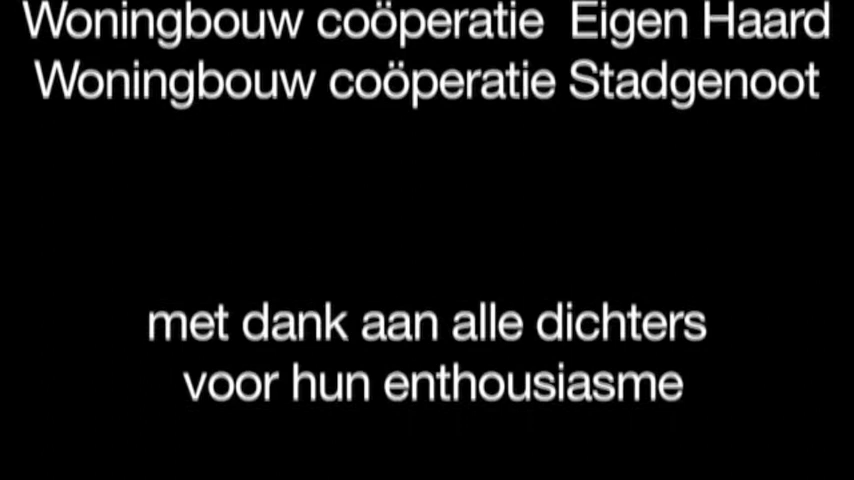 Woningbouw coöperatie Eigen Haard
Woningbouw coöperatie Stadgenoot
met dank aan alle dichters
voor hun enthousiasme